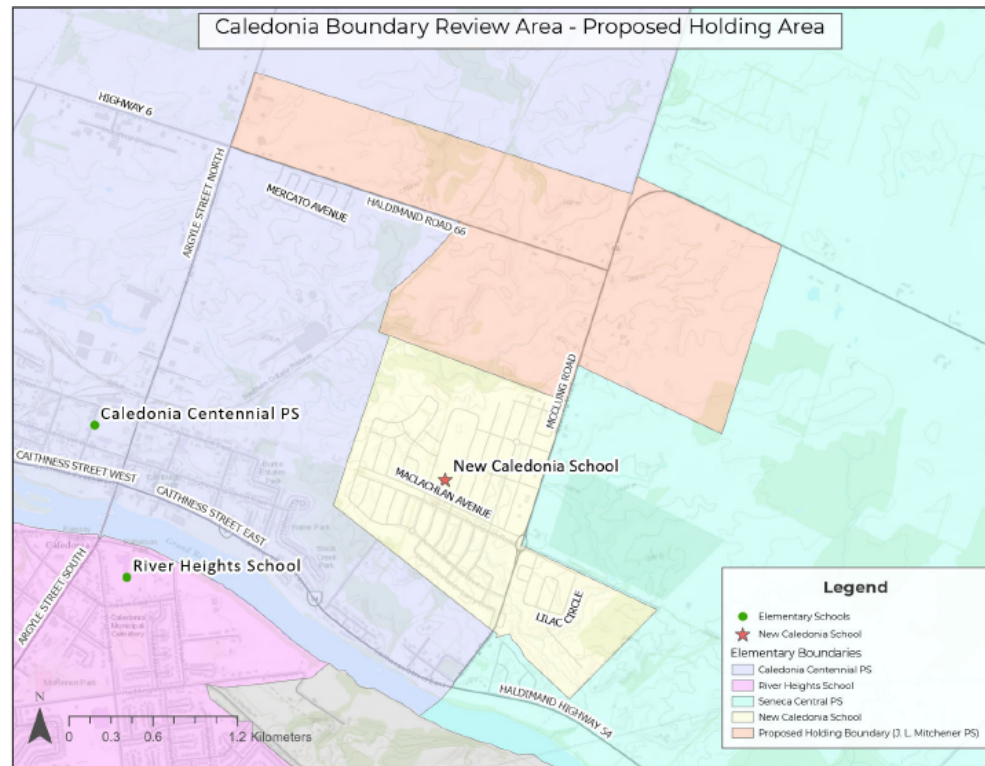 Caledonia Boundary Review Area - Proposed Holding Area
HIGHWAY 6
ARGYLE STREET NORTH
MERCATO AVENUE
HALDIMAND ROAD 66
MCCLUNG ROAD
Caledonia Centennial PS
New Caledonia School
MACLACHLAN AVENUE
CAITHNESS STREET WEST
CAITHNESS STREET EAST
River Heights School
ARGYLE STREET SOUTH
Caledonia
Caledonia
Municipal
Cemetery
LILAC CIRCLE
HALDIMAND HIGHWAY 54
N
0 0.3 0.6 1.2 Kilometers
Legend
Elementary Schools
New Caledonia School
Elementary Boundaries
Caledonia Centennial PS
River Heights School
Seneca Central PS
New Caledonia School
Proposed Holding Boundary (J. L. Mitchener PS)